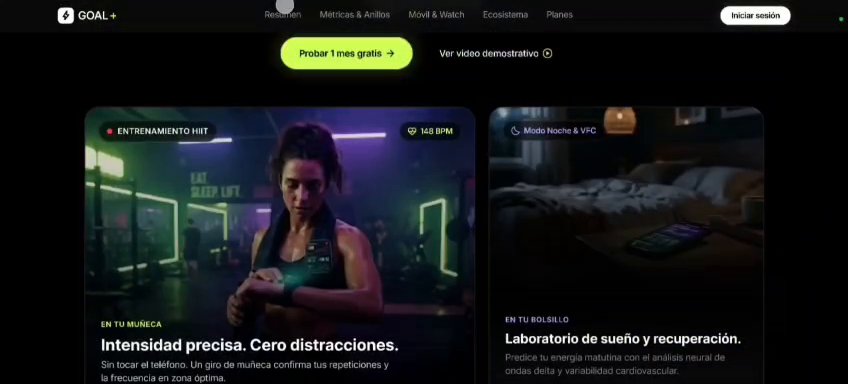 GOAL+
Resumen
Métricas & Anillos
Móvil & Watch
Ecosistema
Planes
Iniciar sesión
Probar 1 mes gratis →
Ver video demostrativo
ENTRENAMIENTO HIIT
148 BPM
EAT
SLEEP LIFT
EN TU MUÑECA
Intensidad precisa. Cero distracciones.
Sin tocar el teléfono. Un giro de muñeca confirma tus repeticiones y
la frecuencia en zona óptima.
Modo Noche & VFC
EN TU BOLSILLO
Laboratorio de sueño y recuperación.
Predice tu energía matutina con el análisis neural de
ondas delta y variabilidad cardiovascular.